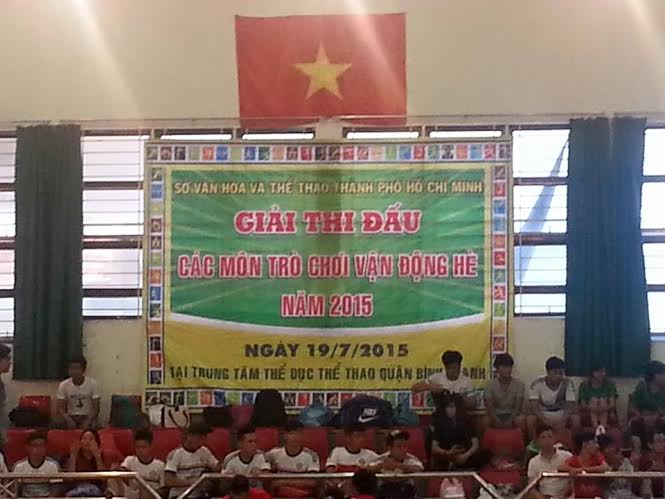 SỞ VĂN HÓA VÀ THỂ THAO THÀNH PHỐ HỒ CHÍ MINH
GIẢI THI ĐẤU
CÁC MÔN TRÒ CHƠI VẬN ĐỘNG HÈ
NĂM 2015
NGÀY 19/7/2015
TẠI TRUNG TÂM THỂ DỤC THỂ THAO QUẬN BÌNH